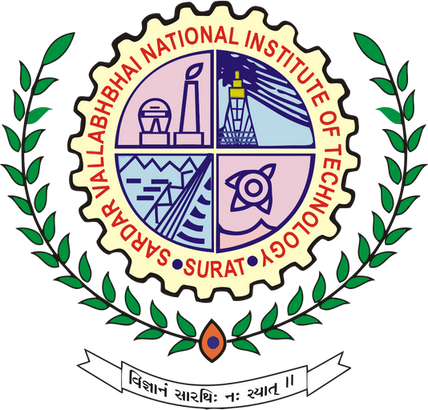 SARDAR VALLABHBHAI NATIONAL INSTITUTE OF TECHNOLOGY
• SURAT •
વિજ્ઞાનં સારથિઃ નઃ સ્યાત્ ।।